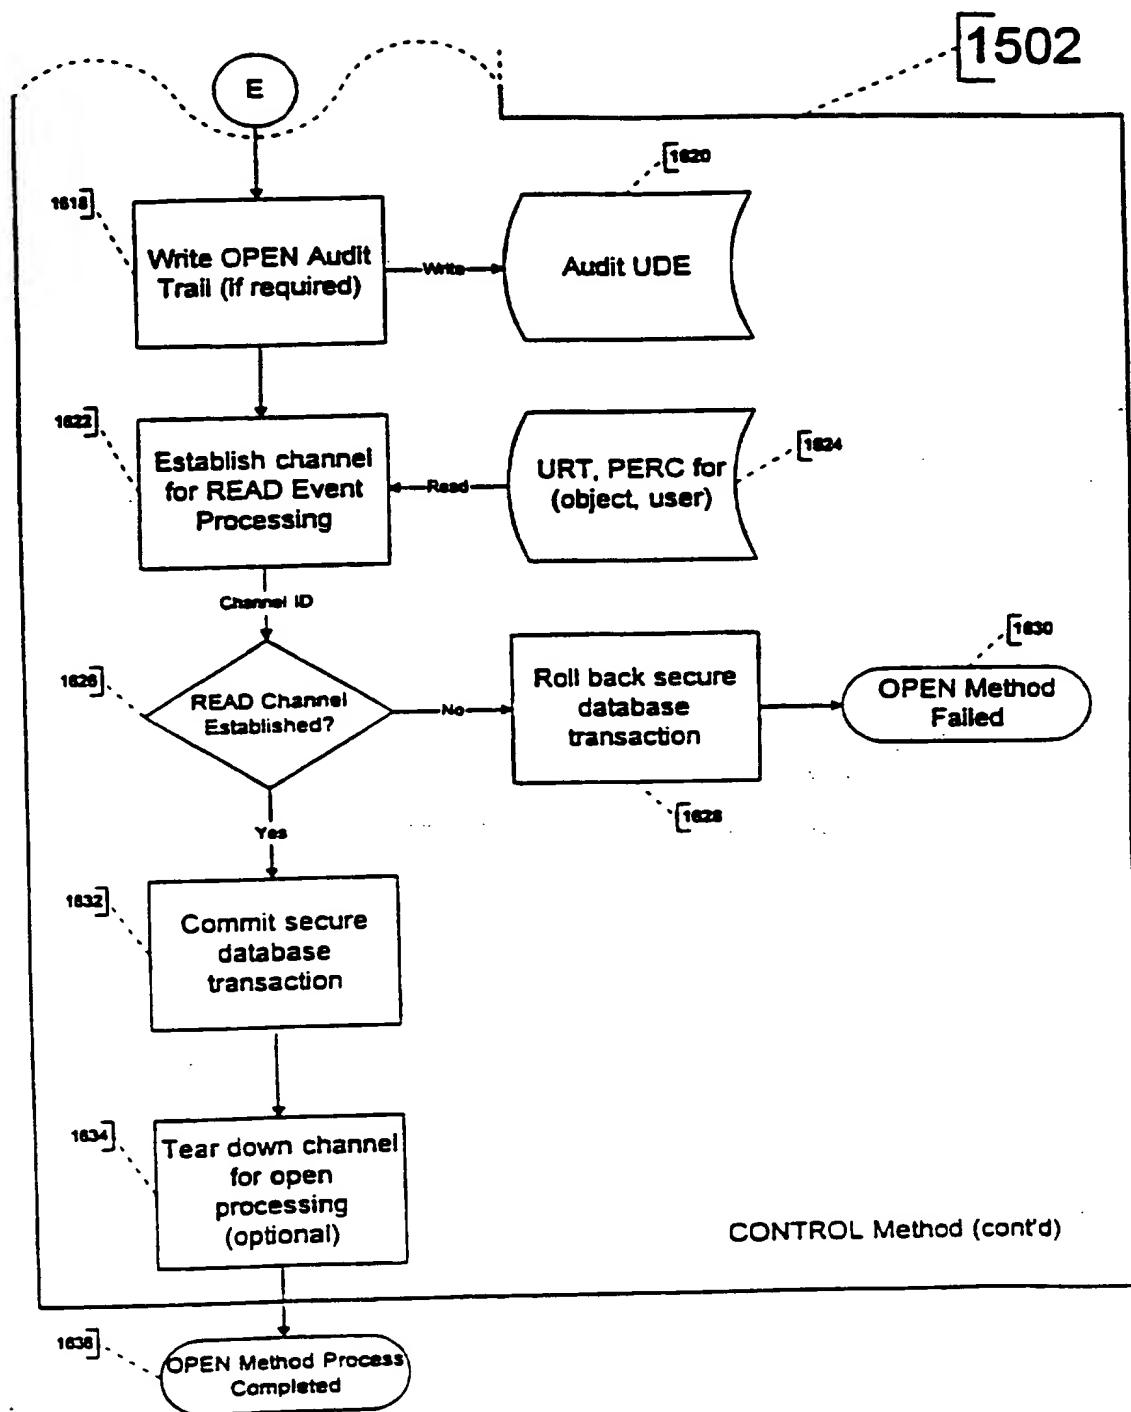 1502
E
1618
Write OPEN Audit
Trail (if required)
Write
1620
Audit UDE
1622
Establish channel
for READ Event
Processing
Read
URT, PERC for
(object, user)
1624
Channel ID
1626
READ Channel
Established?
No
Roll back secure
database
transaction
1628
1630
OPEN Method
Failed
Yes
1632
Commit secure
database
transaction
1634
Tear down channel
for open
processing
(optional)
CONTROL Method (cont'd)
1636
OPEN Method Process
Completed